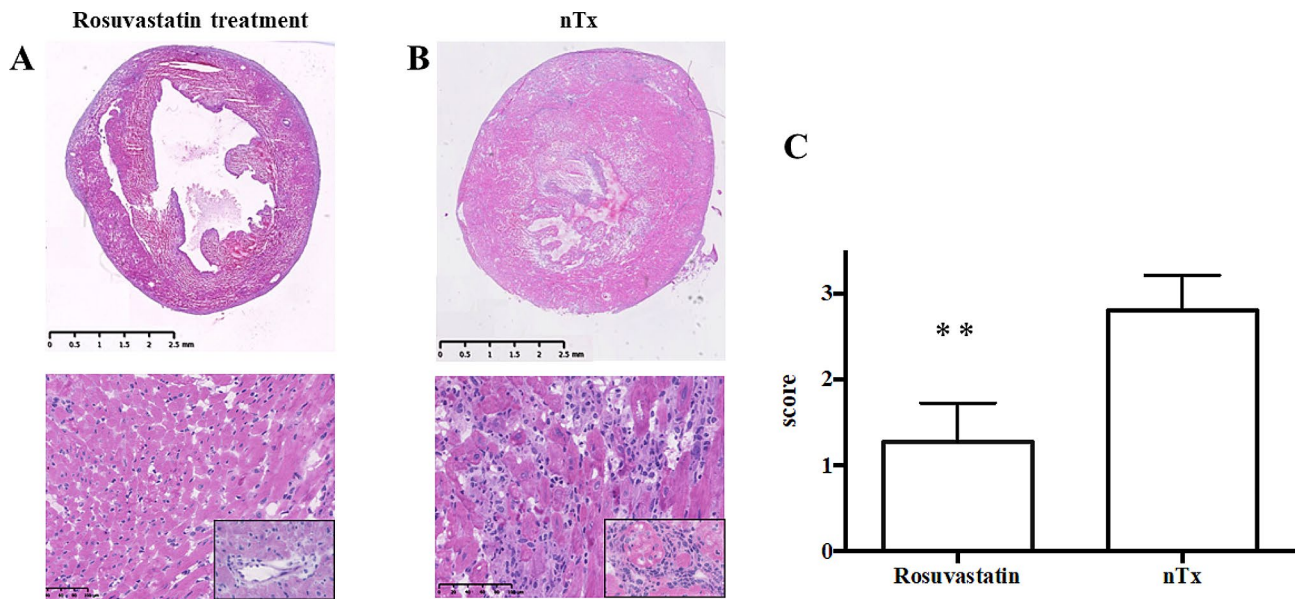 Rosuvastatin treatment
nTx
A
B
C
0 0.5 1 1.5 2 2.5 mm
0 0.5 1 1.5 2 2.5 mm
score
3
2
1
0
* *
Rosuvastatin
nTx